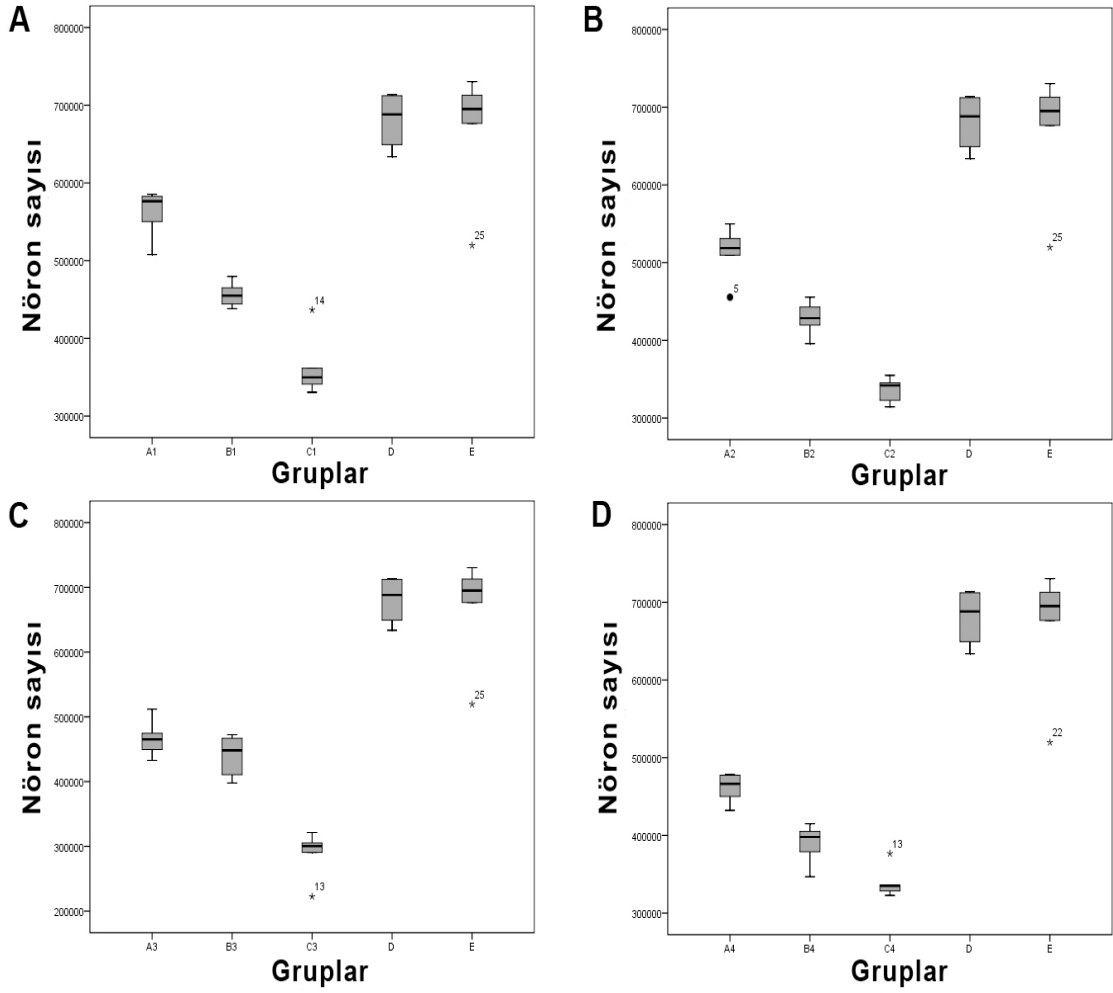 A
Nöron sayısı
800000
700000
600000
500000
400000
300000
25
14
*
*
A1 B1 C1 D E
Gruplar
B
Nöron sayısı
800000
700000
600000
500000
400000
300000
25
*
5
A2 B2 C2 D E
Gruplar
C
Nöron sayısı
800000
700000
600000
500000
400000
300000
200000
25
*
13
*
A3 B3 C3 D E
Gruplar
D
Nöron sayısı
800000
700000
600000
500000
400000
300000
22
*
13
*
A4 B4 C4 D E
Gruplar